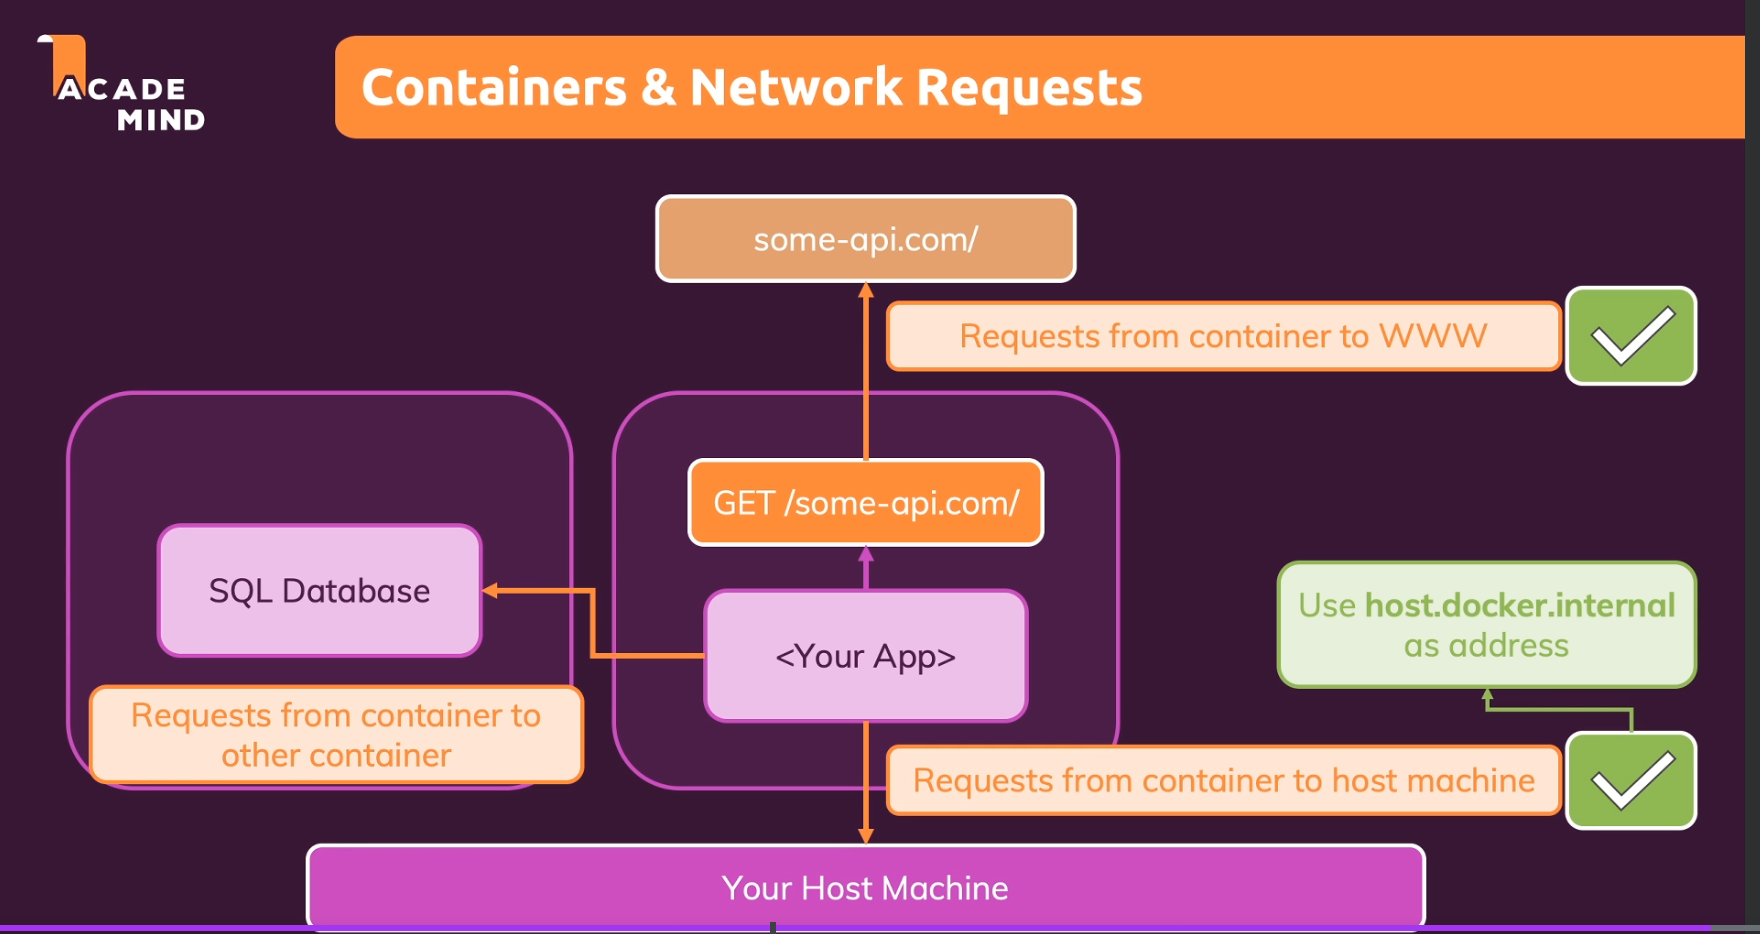 ACADE
MIND
Containers & Network Requests
some-api.com/
Requests from container to WWW
GET /some-api.com/
SQL Database
<Your App>
Use host.docker.internal
as address
Requests from container to
other container
Requests from container to host machine
Your Host Machine